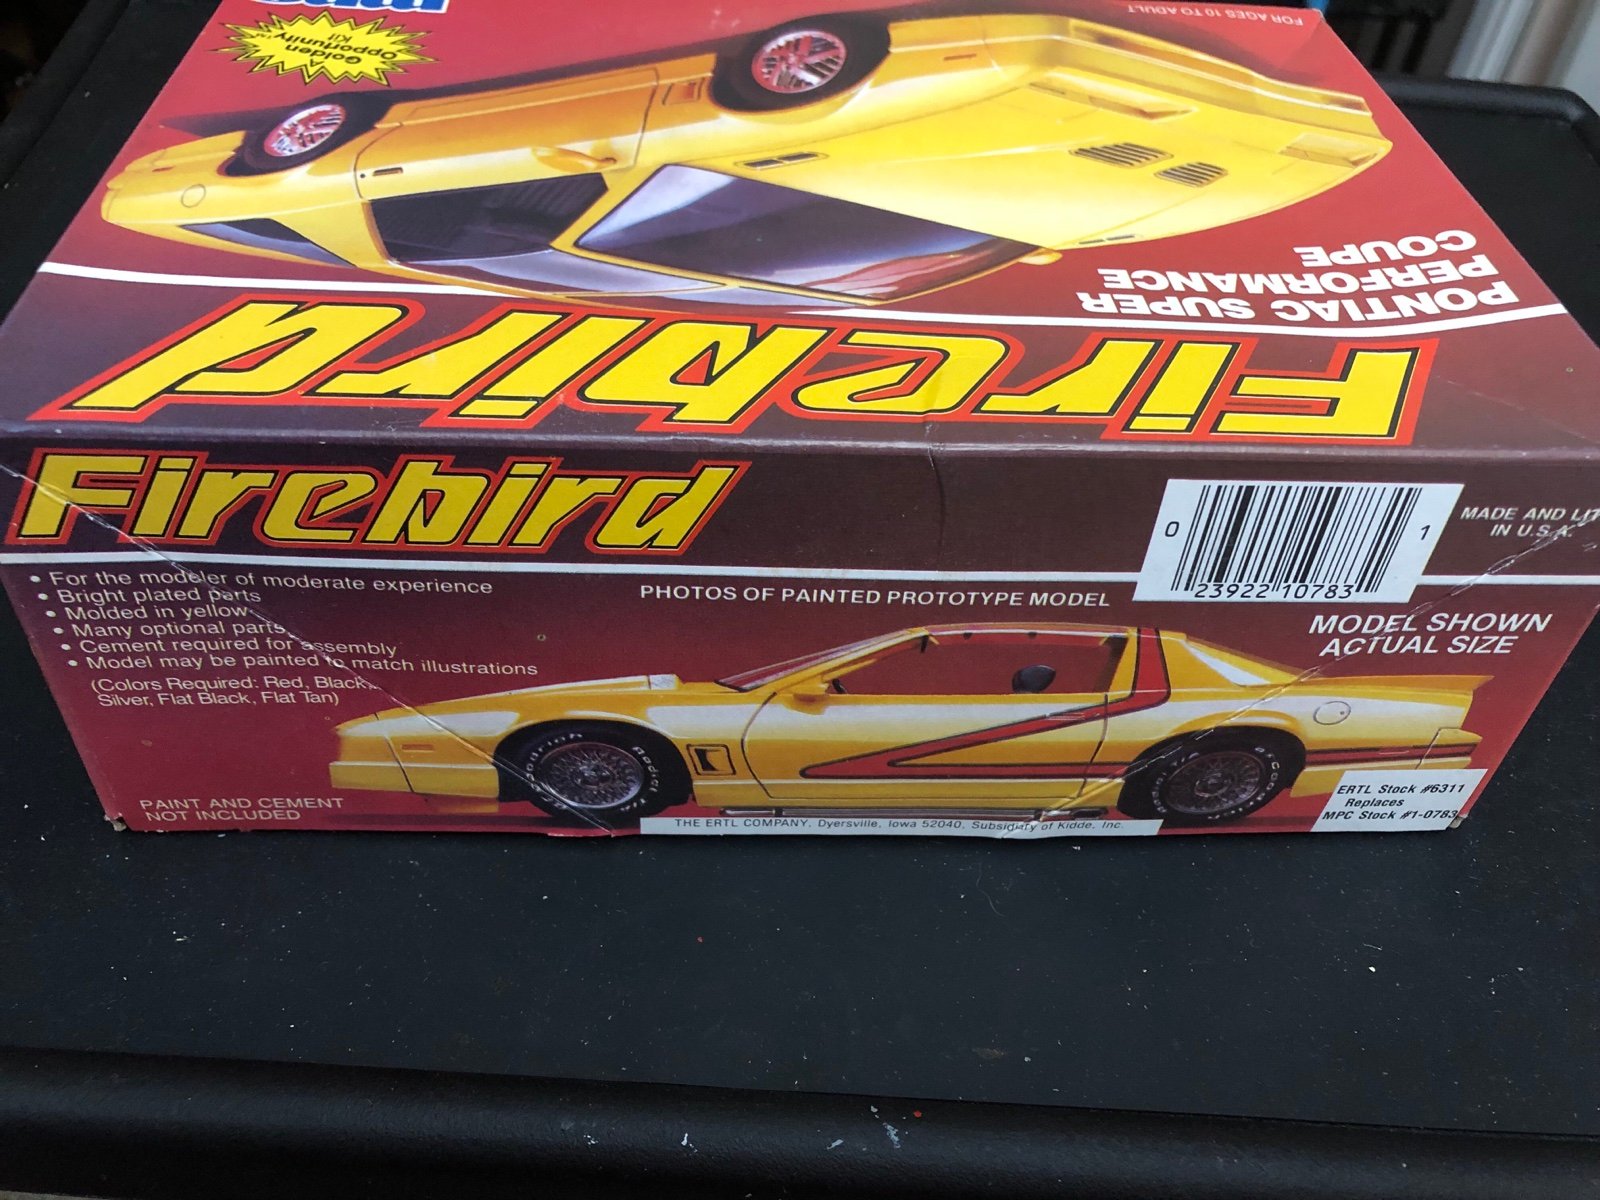 mpc
A
Golden
Opportunity™
KIT
FOR AGES 10 TO ADULT
PONTIAC SUPER
PERFORMANCE
COUPE
Firebird
Firebird
• For the modeler of moderate experience
• Bright plated parts
• Molded in yellow
• Many optional parts
• Cement required for assembly
• Model may be painted to match illustrations
(Colors Required: Red, Black,
Silver, Flat Black, Flat Tan)
PAINT AND CEMENT
NOT INCLUDED
PHOTOS OF PAINTED PROTOTYPE MODEL
0 23922 10783 1
MADE AND LIT
IN U.S.A.
MODEL SHOWN
ACTUAL SIZE
THE ERTL COMPANY, Dyersville, Iowa 52040, Subsidiary of Kidde, Inc.
ERTL Stock #6311
Replaces
MPC Stock #1-0783